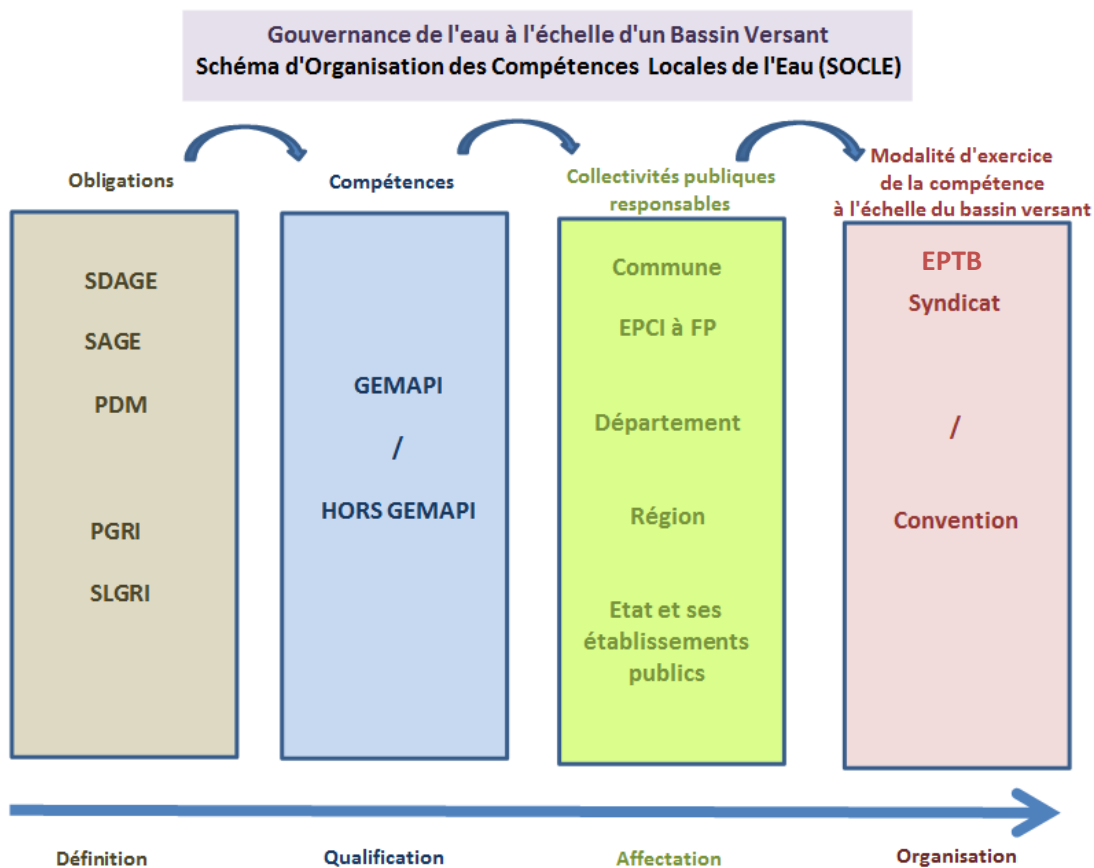 Gouvernance de l'eau à l'échelle d'un Bassin Versant
Schéma d'Organisation des Compétences Locales de l'Eau (SOCLE)
Obligations
SDAGE
SAGE
PDM
PGRI
SLGRI
Compétences
GEMAPI
/
HORS GEMAPI
Collectivités publiques
responsables
Commune
EPCI à FP
Département
Région
Etat et ses
établissements
publics
Modalité d'exercice
de la compétence
à l'échelle du bassin versant
EPTB
Syndicat
/
Convention
Définition
Qualification
Affectation
Organisation